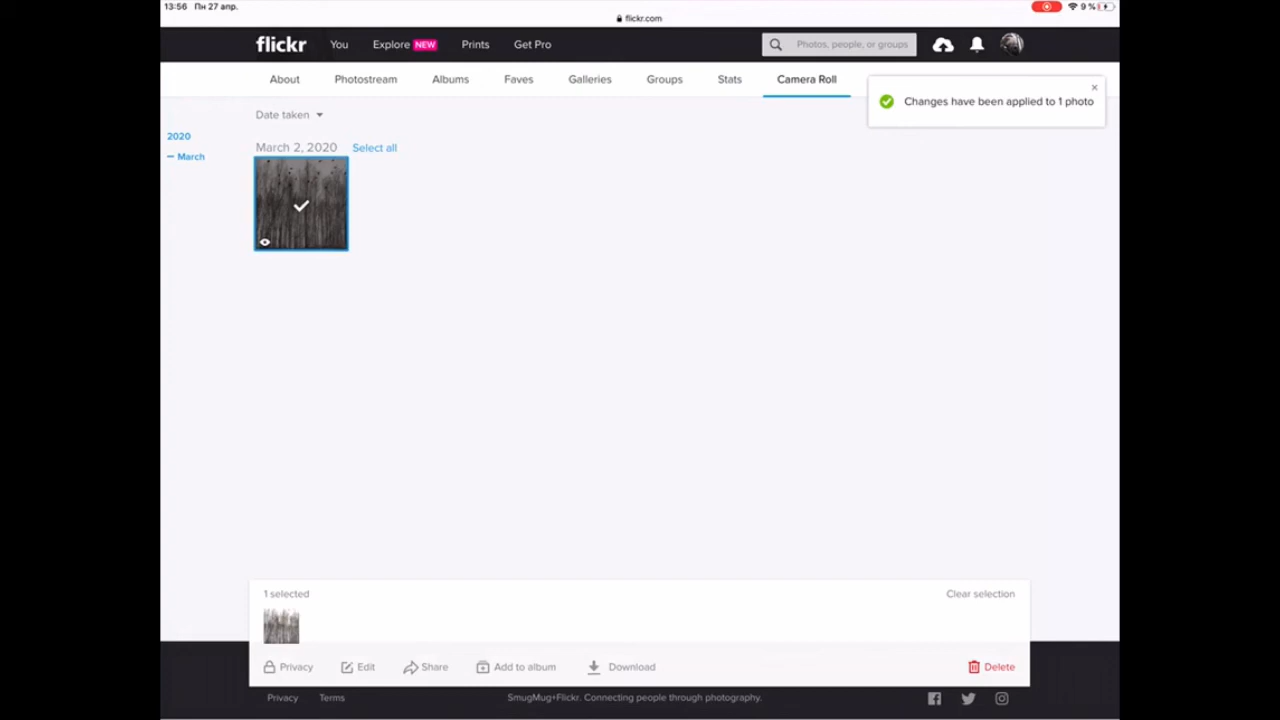 13:56 Пн 27 апр.
9 %
flickr.com
flickr You Explore NEW Prints Get Pro Photos, people, or groups
About Photostream Albums Faves Galleries Groups Stats Camera Roll
Changes have been applied to 1 photo
Date taken
2020
March
March 2, 2020 Select all
1 selected Clear selection
Privacy Edit Share Add to album Download Delete
Privacy Terms SmugMug+Flickr. Connecting people through photography.